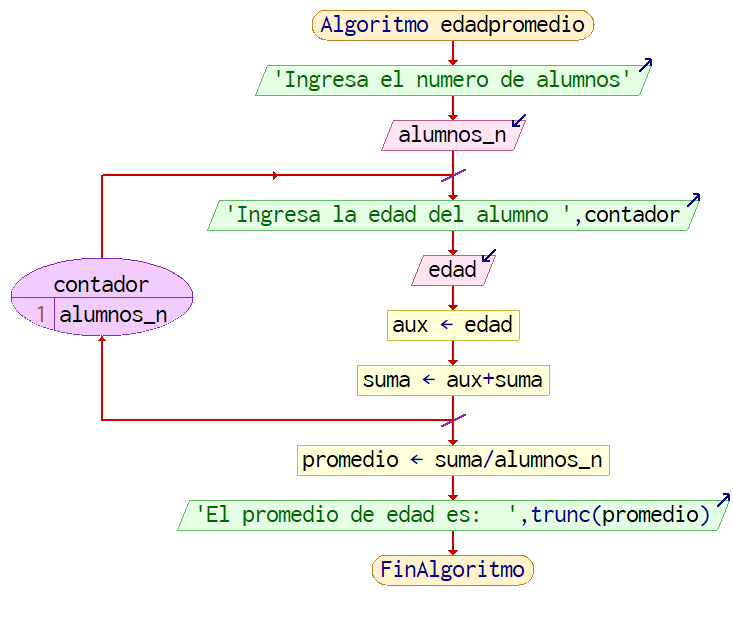 Algoritmo edadpromedio
'Ingresa el numero de alumnos'
alumnos_n
'Ingresa la edad del alumno ',contador
edad
contador
1 alumnos_n
aux ← edad
suma ← aux+suma
promedio ← suma/alumnos_n
'El promedio de edad es:  ',trunc(promedio)
FinAlgoritmo